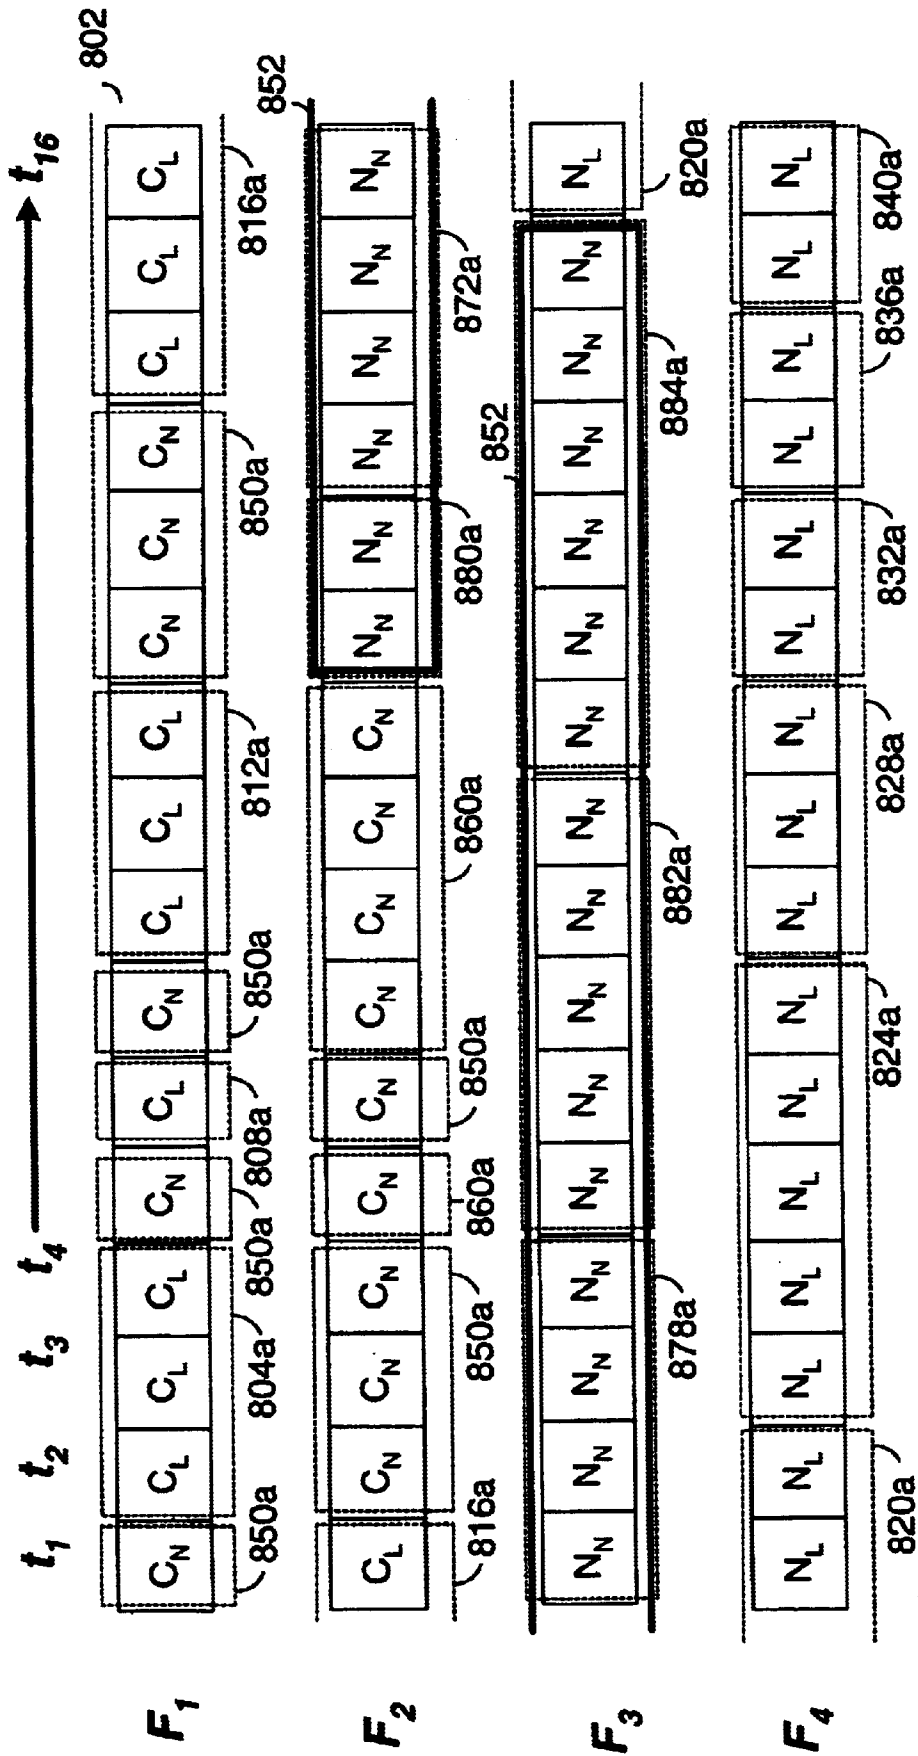 t1 t2 t3 t4 t16
802
F1 CN CL CL CL CN CL CN CL CL CL CN CN CN CL CL CL
850a 804a 850a 808a 850a 812a 850a 816a
852
F2 CL CN CN CN CN CN CN CN CN CN NN NN NN NN NN NN
816a 850a 860a 850a 860a 880a 872a
852
F3 NN NN NN NN NN NN NN NN NN NN NN NN NN NN NN NL
878a 882a 884a 820a
F4 NL NL NL NL NL NL NL NL NL NL NL NL NL NL NL NL
820a 824a 828a 832a 836a 840a